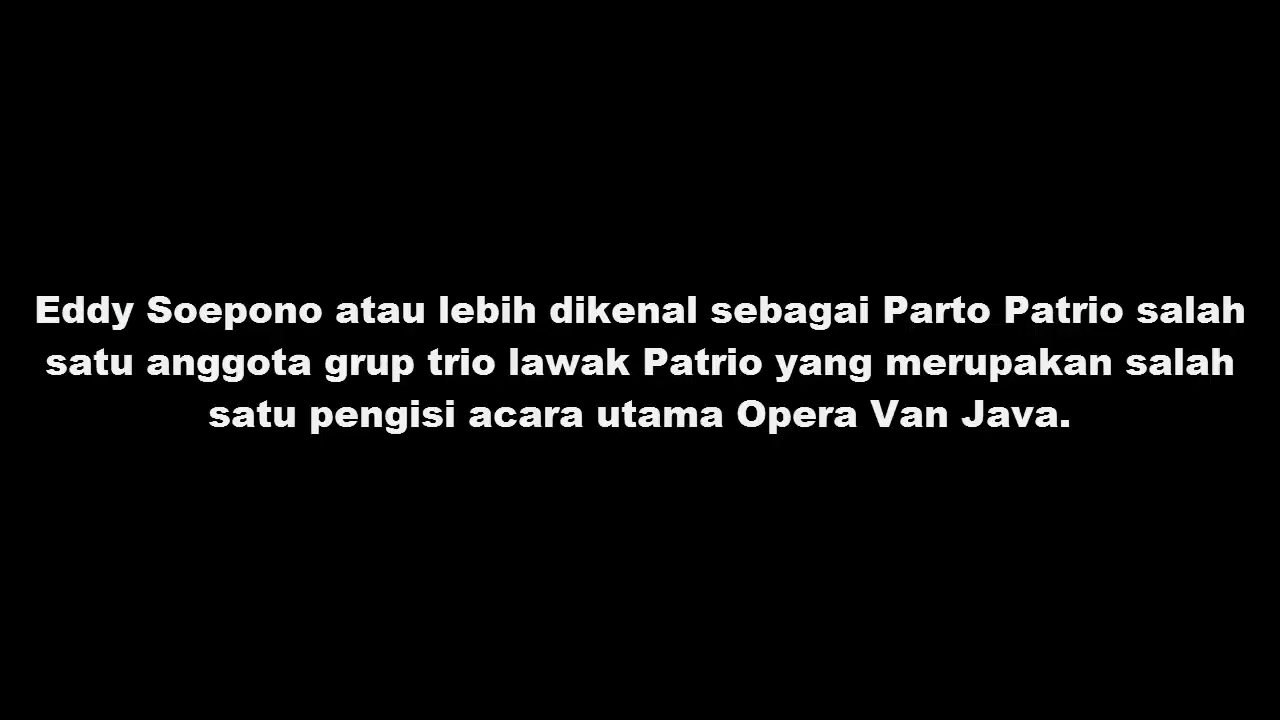 Eddy Soepono atau lebih dikenal sebagai Parto Patrio salah
satu anggota grup trio lawak Patrio yang merupakan salah
satu pengisi acara utama Opera Van Java.